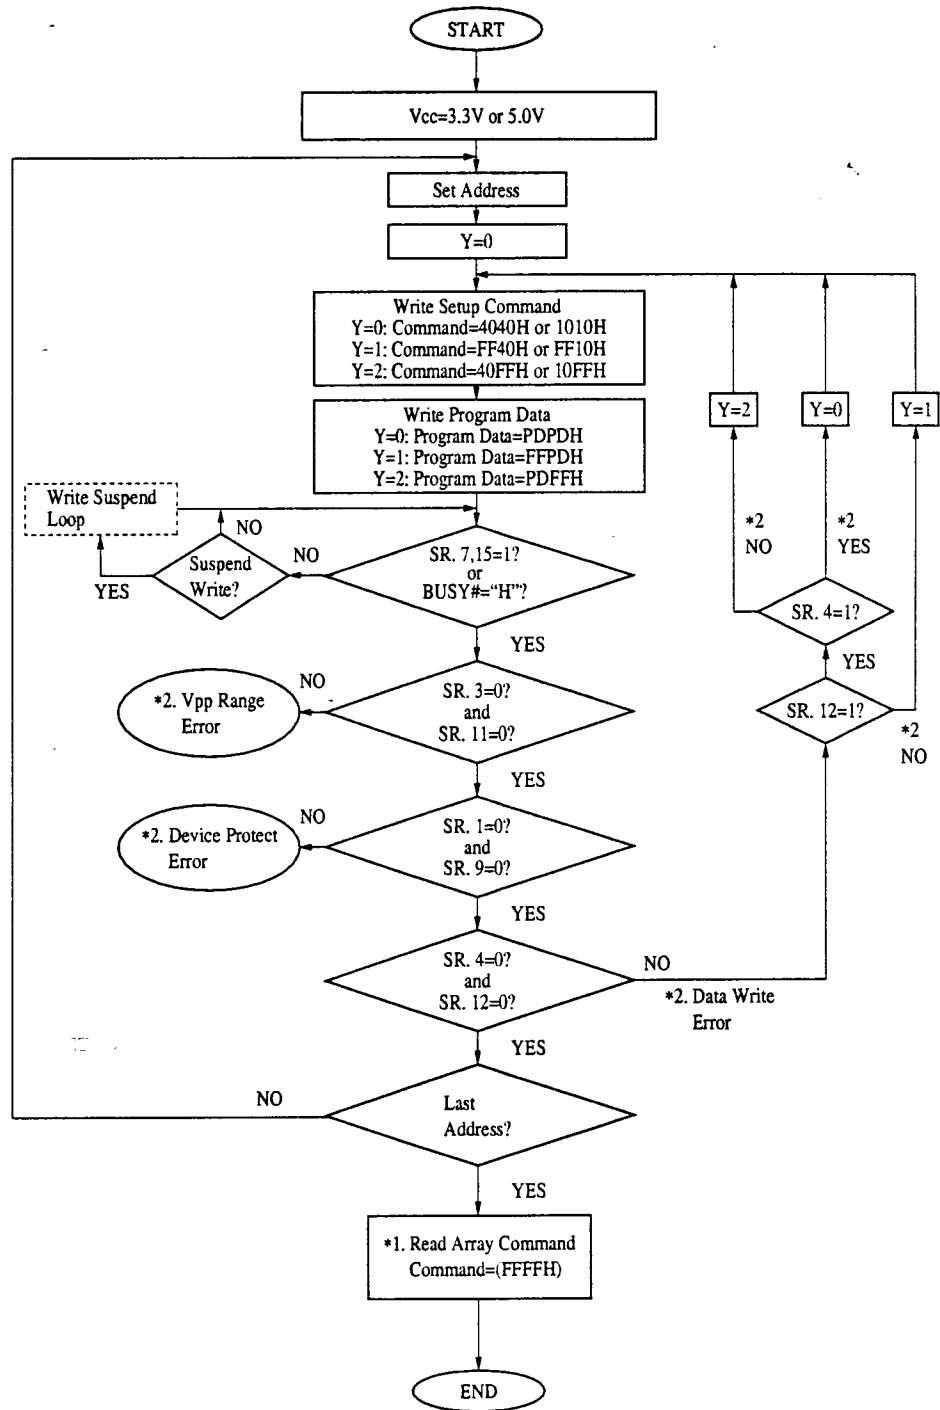 START
Vcc=3.3V or 5.0V
Set Address
Y=0
Write Setup Command
Y=0: Command=4040H or 1010H
Y=1: Command=FF40H or FF10H
Y=2: Command=40FFH or 10FFH
Y=2
Y=0
Y=1
Write Program Data
Y=0: Program Data=PDPDH
Y=1: Program Data=FFPDH
Y=2: Program Data=PDFFH
Write Suspend
Loop
NO
YES
Suspend
Write?
NO
SR. 7,15=1?
or
BUSY#="H"?
YES
*2
NO
*2
YES
SR. 4=1?
YES
SR. 12=1?
*2
NO
*2. Vpp Range
Error
NO
SR. 3=0?
and
SR. 11=0?
YES
*2. Device Protect
Error
NO
SR. 1=0?
and
SR. 9=0?
YES
SR. 4=0?
and
SR. 12=0?
NO
*2. Data Write
Error
YES
NO
Last
Address?
YES
*1. Read Array Command
Command=(FFFFH)
END